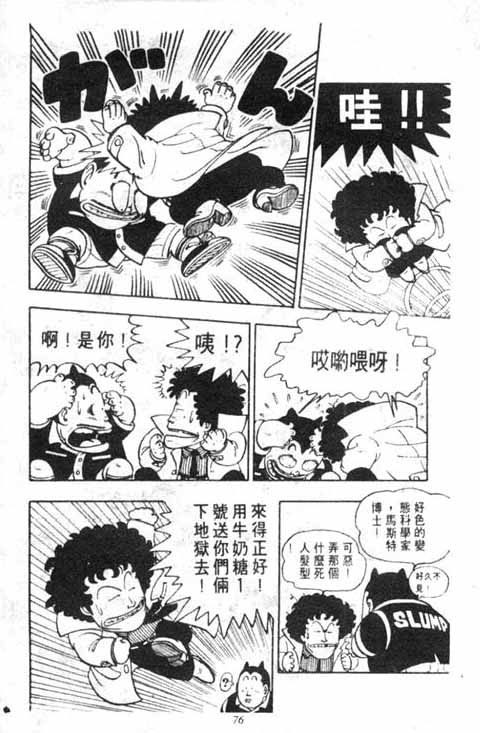 哇!!
ガン
哎喲喂呀!
咦!?
啊!是你!
好色的變
態科學家
,馬斯特
博士!
好久不
見!
SLUMP
可惡!
弄那個
什麼死
人髮型
!
?
來得正好!
用牛奶糖1
號送你們倆
下地獄去!
76